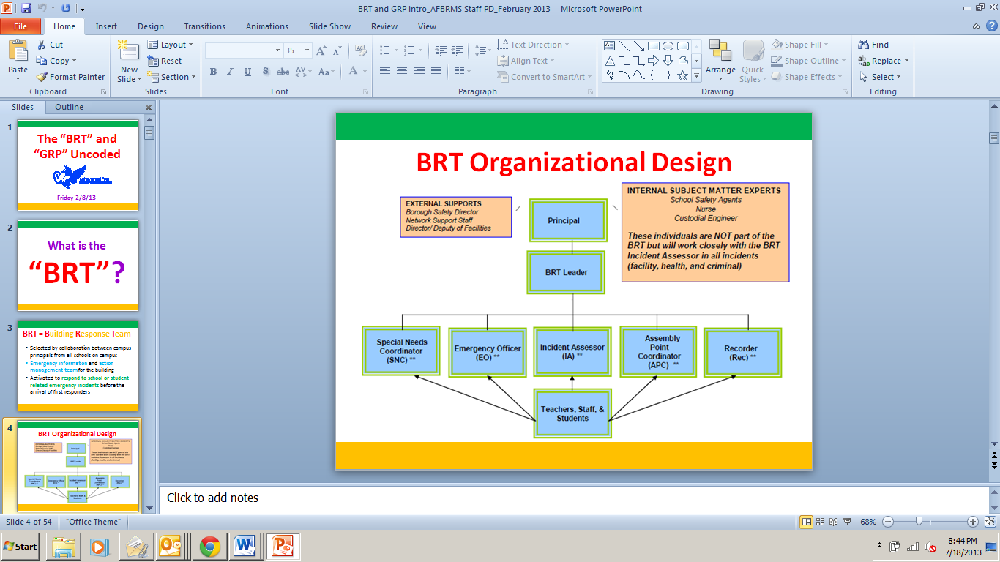 BRT and GRP intro_AFBRMS Staff PD_February 2013 - Microsoft PowerPoint
File Home Insert Design Transitions Animations Slide Show Review View
Paste
Cut
Copy
Format Painter
Clipboard
New
Slide
Layout
Reset
Section
Slides
35
B I U S abc AV Aa A
Font
Text Direction
Align Text
Convert to SmartArt
Paragraph
Arrange
Quick
Styles
Shape Fill
Shape Outline
Shape Effects
Drawing
Find
Replace
Select
Editing
Slides Outline
1
The “BRT” and
“GRP” Uncoded
Friday 2/8/13
2
What is the
“BRT”?
3
BRT = Building Response Team
• Selected by collaboration between campus
principals from all schools on campus
• Emergency information and action
management team for the building
• Activated to respond to school or student-
related emergency incidents before the
arrival of first responders
4
BRT Organizational Design
BRT Organizational Design
EXTERNAL SUPPORTS
Borough Safety Director
Network Support Staff
Director/ Deputy of Facilities
Principal
INTERNAL SUBJECT MATTER EXPERTS
School Safety Agents
Nurse
Custodial Engineer
These individuals are NOT part of the
BRT but will work closely with the BRT
Incident Assessor in all incidents
(facility, health, and criminal)
BRT Leader
Special Needs
Coordinator
(SNC) **
Emergency Officer
(EO) **
Incident Assessor
(IA) **
Assembly
Point
Coordinator
(APC) **
Recorder
(Rec) **
Teachers, Staff, &
Students
Click to add notes
Slide 4 of 54 "Office Theme" 68%
Start 8:44 PM
7/18/2013